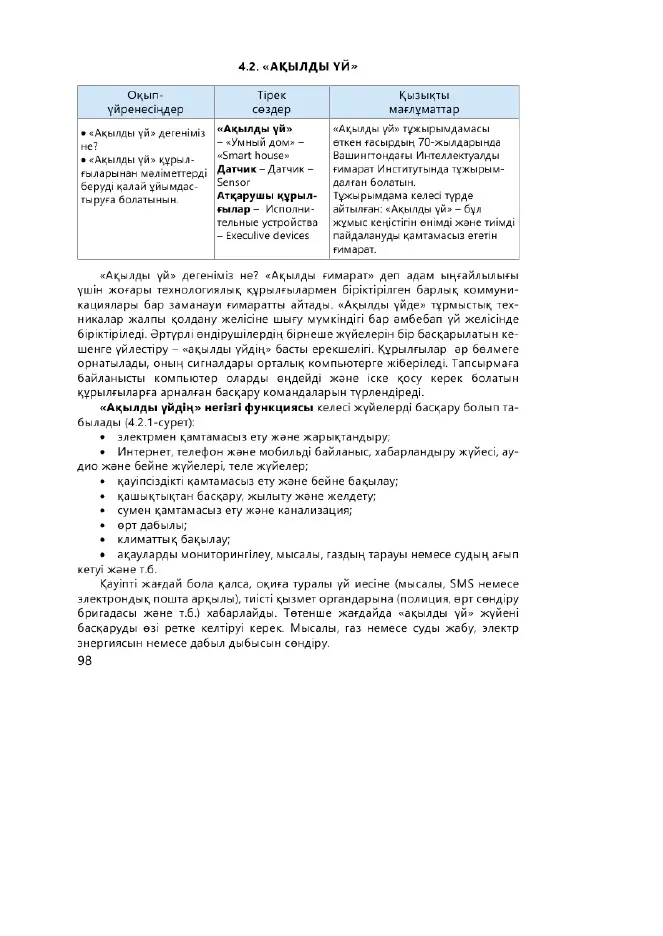 4.2. «АҚЫЛДЫ ҮЙ»
Оқып-
үйренесіңдер
Тірек
сөздер
Қызықты
мағлұматтар
• «Ақылды үй» дегеніміз
не?
• «Ақылды үй» құрыл-
ғыларынан мәліметтерді
беруді қалай ұйымдас-
тыруға болатынын.
«Ақылды үй»
– «Умный дом» –
«Smart house»
Датчик – Датчик –
Sensor
Атқарушы құрыл-
ғылар – Исполни-
тельные устройства
– Execulive devices
«Ақылды үй» тұжырымдамасы
өткен ғасырдың 70-жылдарында
Вашингтондағы Интеллектуалды
ғимарат Институтында тұжырым-
далған болатын.
Тұжырымдама келесі түрде
айтылған: «Ақылды үй» – бұл
жұмыс кеңістігін өнімді және тиімді
пайдалануды қамтамасыз ететін
ғимарат.
«Ақылды үй» дегеніміз не? «Ақылды ғимарат» деп адам ыңғайлылығы
үшін жоғары технологиялық құрылғылармен біріктірілген барлық коммуни-
кациялары бар заманауи ғимаратты айтады. «Ақылды үйде» тұрмыстық тех-
никалар жалпы қолдану желісіне шығу мүмкіндігі бар әмбебап үй желісінде
біріктіріледі. Әртүрлі өндірушілердің бірнеше жүйелерін бір басқарылатын ке-
шенге үйлестіру – «ақылды үйдің» басты ерекшелігі. Құрылғылар әр бөлмеге
орнатылады, оның сигналдары орталық компьютерге жіберіледі. Тапсырмаға
байланысты компьютер оларды өңдейді және іске қосу керек болатын
құрылғыларға арналған басқару командаларын түрлендіреді.
«Ақылды үйдің» негізгі функциясы келесі жүйелерді басқару болып та-
былады (4.2.1-сурет):
• электрмен қамтамасыз ету және жарықтандыру;
• Интернет, телефон және мобильді байланыс, хабарландыру жүйесі, ау-
дио және бейне жүйелері, теле жүйелер;
• қауіпсіздікті қамтамасыз ету және бейне бақылау;
• қашықтықтан басқару, жылыту және желдету;
• сумен қамтамасыз ету және канализация;
• өрт дабылы;
• климаттық бақылау;
• ақауларды мониторингілеу, мысалы, газдың тарауы немесе судың ағып
кетуі және т.б.
Қауіпті жағдай бола қалса, оқиға туралы үй иесіне (мысалы, SMS немесе
электрондық пошта арқылы), тиісті қызмет органдарына (полиция, өрт сөндіру
бригадасы және т.б.) хабарлайды. Төтенше жағдайда «ақылды үй» жүйені
басқаруды өзі ретке келтіруі керек. Мысалы, газ немесе суды жабу, электр
энергиясын немесе дабыл дыбысын сөндіру.
98